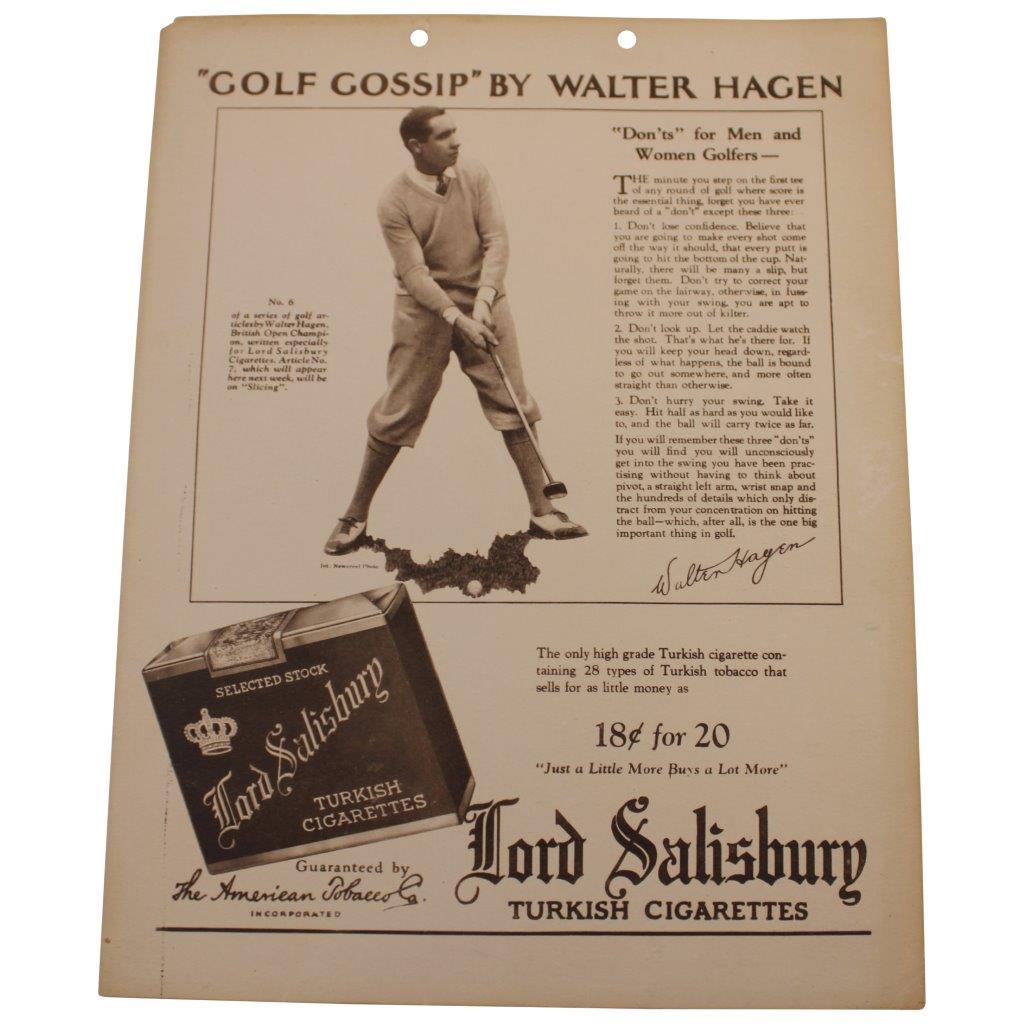 "GOLF GOSSIP" BY WALTER HAGEN
"Don'ts" for Men and
Women Golfers—
THE minute you step on the first tee
of any round of golf where score is
the essential thing, forget you have ever
heard of a "don't" except these three:
1. Don't lose confidence. Believe that
you are going to make every shot come
off the way it should, that every putt is
going to hit the bottom of the cup. Nat-
urally, there will be many a slip, but
forget them. Don't try to correct your
game on the fairway, otherwise, in fuss-
ing with your swing, you are apt to
throw it more out of kilter.
2. Don't look up. Let the caddie watch
the shot. That's what he's there for. If
you will keep your head down, regard-
less of what happens, the ball is bound
to go out somewhere, and more often
straight than otherwise.
3. Don't hurry your swing. Take it
easy. Hit half as hard as you would like
to, and the ball will carry twice as far.
If you will remember these three "don'ts"
you will find you will unconsciously
get into the swing you have been prac-
tising without having to think about
pivot, a straight left arm, wrist snap and
the hundreds of details which only dis-
tract from your concentration on hitting
the ball—which, after all, is the one big
important thing in golf.
Walter Hagen
No. 6
of a series of golf ar-
ticles by Walter Hagen,
British Open Champi-
on, written especially
for Lord Salisbury
Cigarettes. Article No.
7, which will appear
here next week, will be
on "Slicing".
Int. Newsreel Photo
SELECTED STOCK
Lord Salisbury
TURKISH
CIGARETTES
Guaranteed by
The American Tobacco Co.
INCORPORATED
The only high grade Turkish cigarette con-
taining 28 types of Turkish tobacco that
sells for as little money as
18¢ for 20
"Just a Little More Buys a Lot More"
Lord Salisbury
TURKISH CIGARETTES